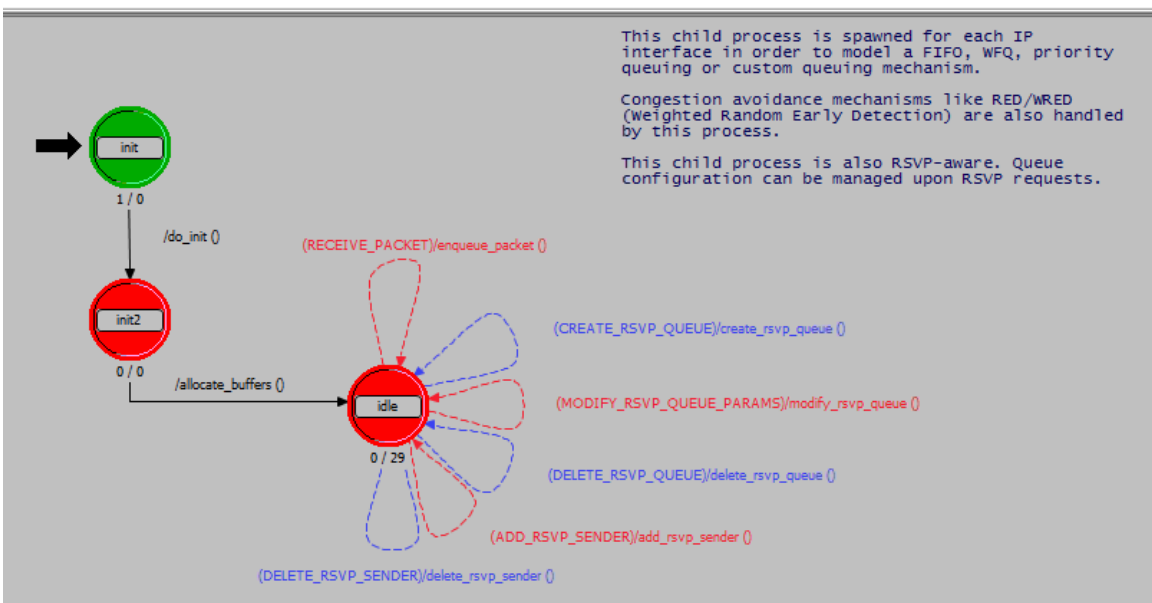 This child process is spawned for each IP
interface in order to model a FIFO, WFQ, priority
queuing or custom queuing mechanism.
Congestion avoidance mechanisms like RED/WRED
(Weighted Random Early Detection) are also handled
by this process.
This child process is also RSVP-aware. Queue
configuration can be managed upon RSVP requests.
init
1 / 0
/do_init ()
(RECEIVE_PACKET)/enqueue_packet ()
init2
0 / 0
(CREATE_RSVP_QUEUE)/create_rsvp_queue ()
/allocate_buffers ()
idle
(MODIFY_RSVP_QUEUE_PARAMS)/modify_rsvp_queue ()
0 / 29
(DELETE_RSVP_QUEUE)/delete_rsvp_queue ()
(ADD_RSVP_SENDER)/add_rsvp_sender ()
(DELETE_RSVP_SENDER)/delete_rsvp_sender ()